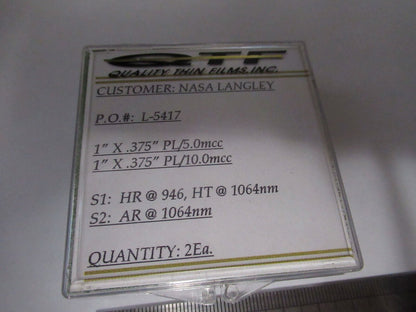 QTF
QUALITY THIN FILMS, INC.
CUSTOMER: NASA LANGLEY
P.O.#: L-5417
1" X .375" PL/5.0mcc
1" X .375" PL/10.0mcc
S1: HR @ 946, HT @ 1064nm
S2: AR @ 1064nm
QUANTITY: 2Ea.